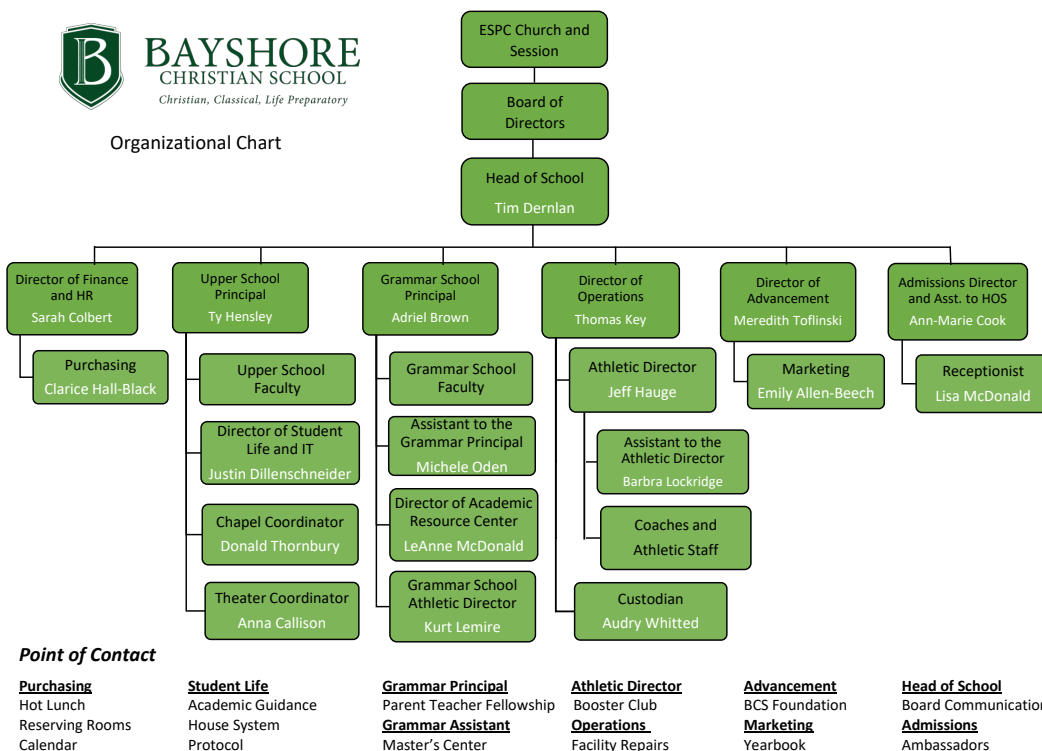 B
BAYSHORE
CHRISTIAN SCHOOL
Christian, Classical, Life Preparatory
Organizational Chart
ESPC Church and
Session
Board of
Directors
Head of School
Tim Dernlan
Director of Finance
and HR
Sarah Colbert
Purchasing
Clarice Hall-Black
Upper School
Principal
Ty Hensley
Upper School
Faculty
Director of Student
Life and IT
Justin Dillenschneider
Chapel Coordinator
Donald Thornbury
Theater Coordinator
Anna Callison
Grammar School
Principal
Adriel Brown
Grammar School
Faculty
Assistant to the
Grammar Principal
Michele Oden
Director of Academic
Resource Center
LeAnne McDonald
Grammar School
Athletic Director
Kurt Lemire
Director of
Operations
Thomas Key
Athletic Director
Jeff Hauge
Assistant to the
Athletic Director
Barbra Lockridge
Coaches and
Athletic Staff
Custodian
Audry Whitted
Director of
Advancement
Meredith Toflinski
Marketing
Emily Allen-Beech
Admissions Director
and Asst. to HOS
Ann-Marie Cook
Receptionist
Lisa McDonald
Point of Contact
Purchasing
Hot Lunch
Reserving Rooms
Calendar
Student Life
Academic Guidance
House System
Protocol
Grammar Principal
Parent Teacher Fellowship
Grammar Assistant
Master's Center
Athletic Director
Booster Club
Operations
Facility Repairs
Advancement
BCS Foundation
Marketing
Yearbook
Head of School
Board Communication
Admissions
Ambassadors